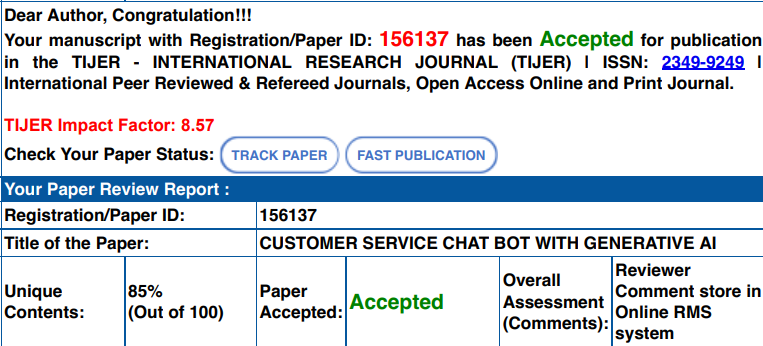 Dear Author, Congratulation!!!
Your manuscript with Registration/Paper ID: 156137 has been Accepted for publication
in the TIJER - INTERNATIONAL RESEARCH JOURNAL (TIJER) | ISSN: 2349-9249 |
International Peer Reviewed & Refereed Journals, Open Access Online and Print Journal.
TIJER Impact Factor: 8.57
Check Your Paper Status: TRACK PAPER FAST PUBLICATION
Your Paper Review Report :
Registration/Paper ID: 156137
Title of the Paper: CUSTOMER SERVICE CHAT BOT WITH GENERATIVE AI
Unique
Contents:
85%
(Out of 100)
Paper
Accepted:
Accepted
Overall
Assessment
(Comments):
Reviewer
Comment store in
Online RMS
system